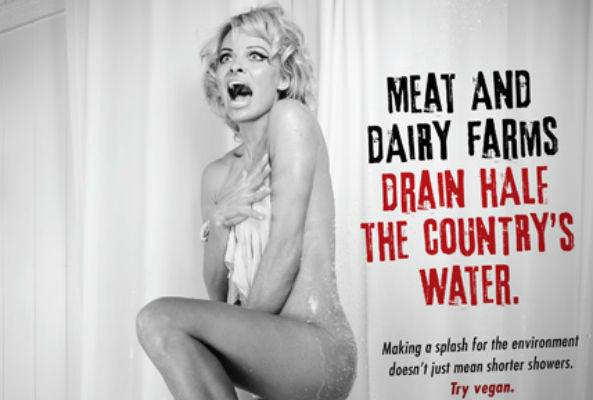 MEAT AND
DAIRY FARMS
DRAIN HALF
THE COUNTRY'S
WATER.
Making a splash for the environment
doesn't just mean shorter showers.
Try vegan.